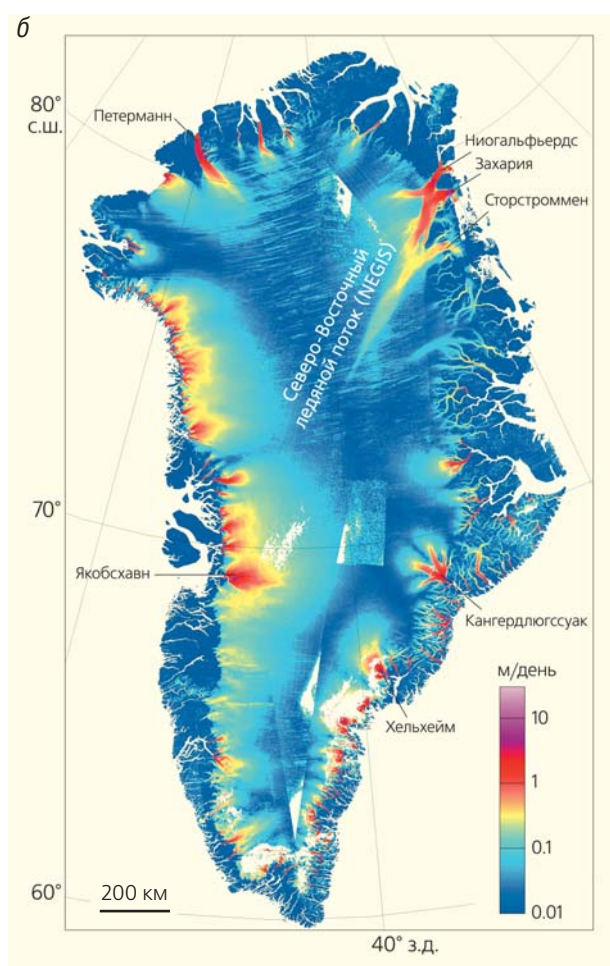 б
80°
с.ш.
Петерманн
Ниогальфьердс
Захария
Сторстроммен
Северо-Восточный
ледяной поток (NEGIS)
70°
Якобсхавн
Кангердлюгссуак
м/день
10
1
0.1
0.01
Хельхейм
60°
200 км
40° з.д.